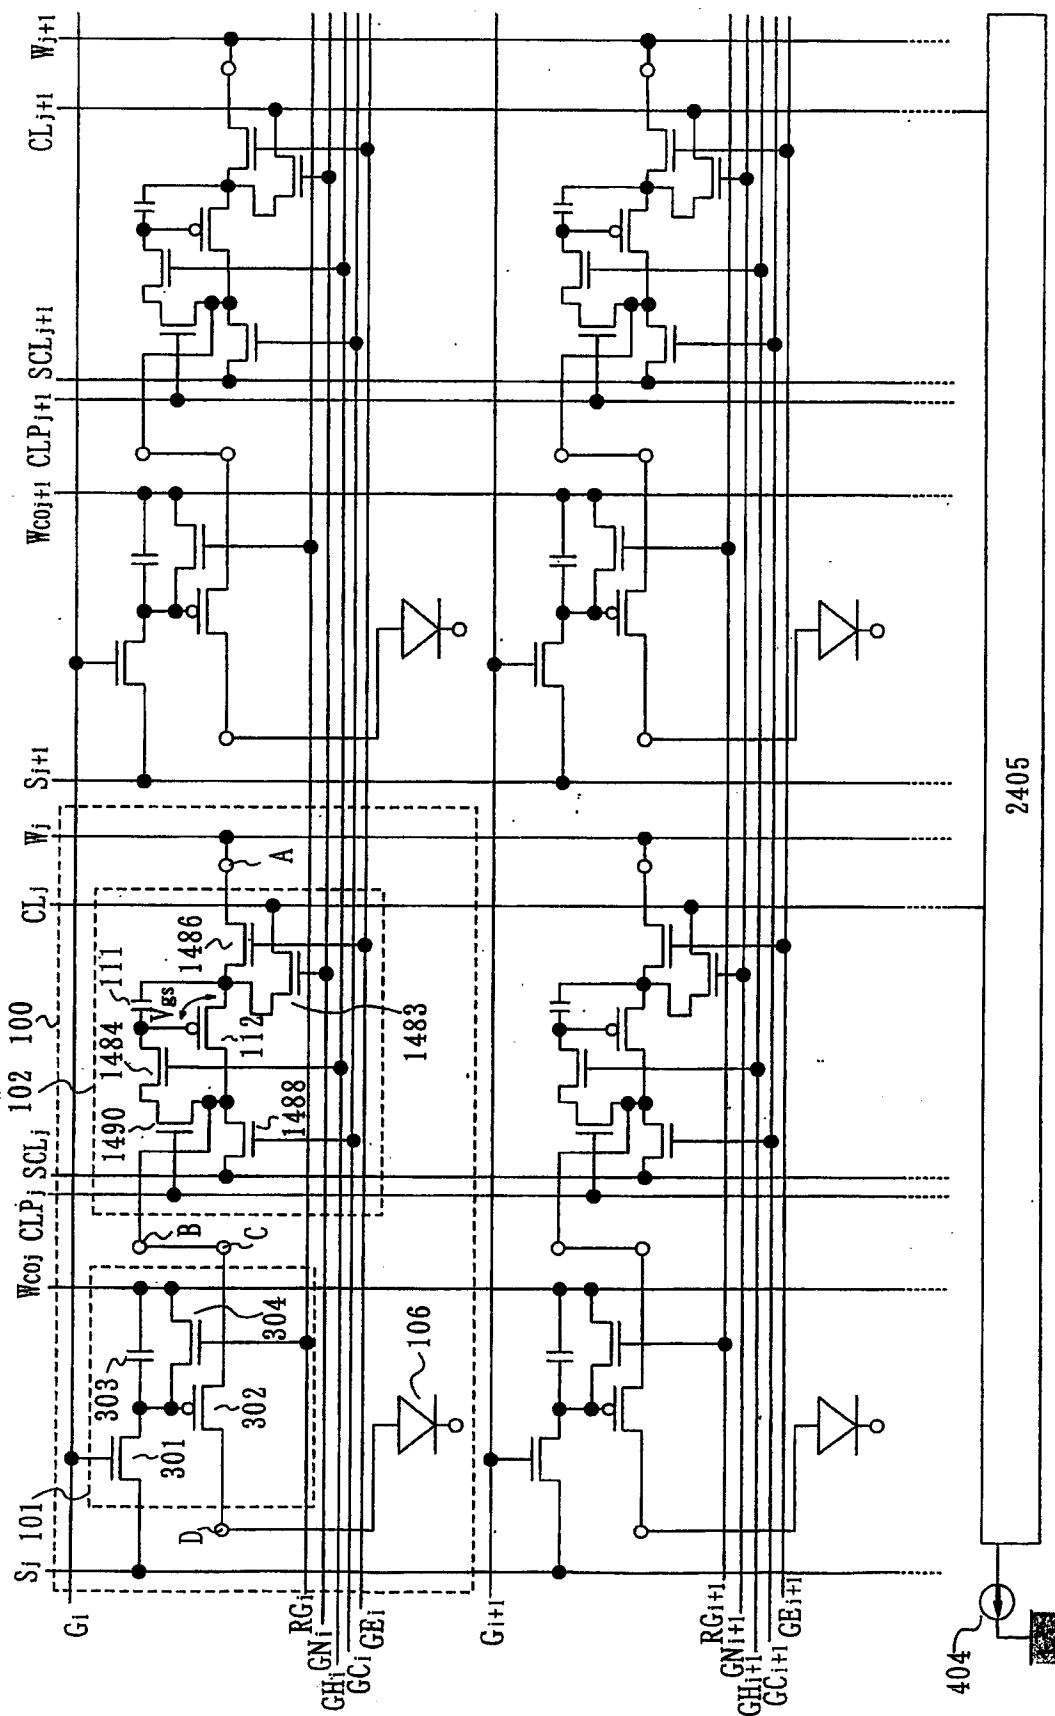 Sj
101
Wcoj
CLPj
SCLj
102
100
CLj
Wj
Sj+1
Wcoj+1
CLPj+1
SCLj+1
CLj+1
Wj+1
Gi
301
303
304
302
D
B
C
106
1490
1484
111
Vgs
112
1488
1486
1483
A
RGi
GNi
GHi
GCi
GEi
Gi+1
RGi+1
GNi+1
GHi+1
GCi+1
GEi+1
404
2405